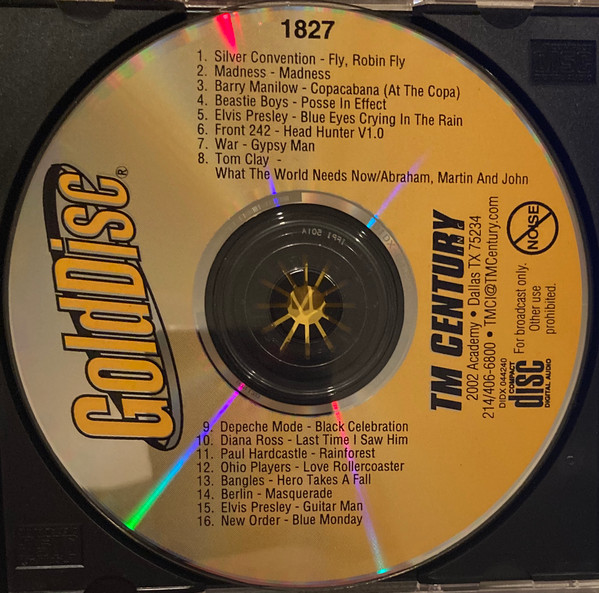 1827
1. Silver Convention - Fly, Robin Fly
2. Madness - Madness
3. Barry Manilow - Copacabana (At The Copa)
4. Beastie Boys - Posse In Effect
5. Elvis Presley - Blue Eyes Crying In The Rain
6. Front 242 - Head Hunter V1.0
7. War - Gypsy Man
8. Tom Clay -
What The World Needs Now/Abraham, Martin And John
GoldDisc®
TM CENTURY
2002 Academy • Dallas TX 75234
214/406-6800 • TMCI@TMCentury.com
DIDX 044240
COMPACT
disc
DIGITAL AUDIO
For broadcast only.
Other use
prohibited.
NOISE
9. Depeche Mode - Black Celebration
10. Diana Ross - Last Time I Saw Him
11. Paul Hardcastle - Rainforest
12. Ohio Players - Love Rollercoaster
13. Bangles - Hero Takes A Fall
14. Berlin - Masquerade
15. Elvis Presley - Guitar Man
16. New Order - Blue Monday